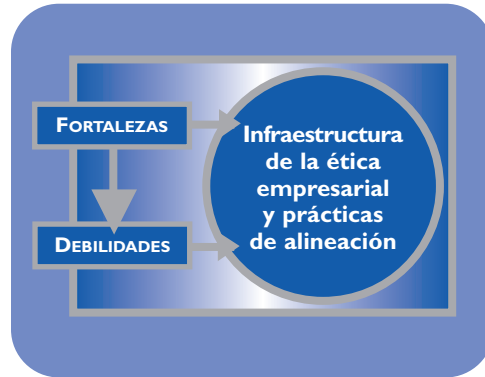 FORTALEZAS
DEBILIDADES
Infraestructura
de la ética
empresarial
y prácticas
de alineación